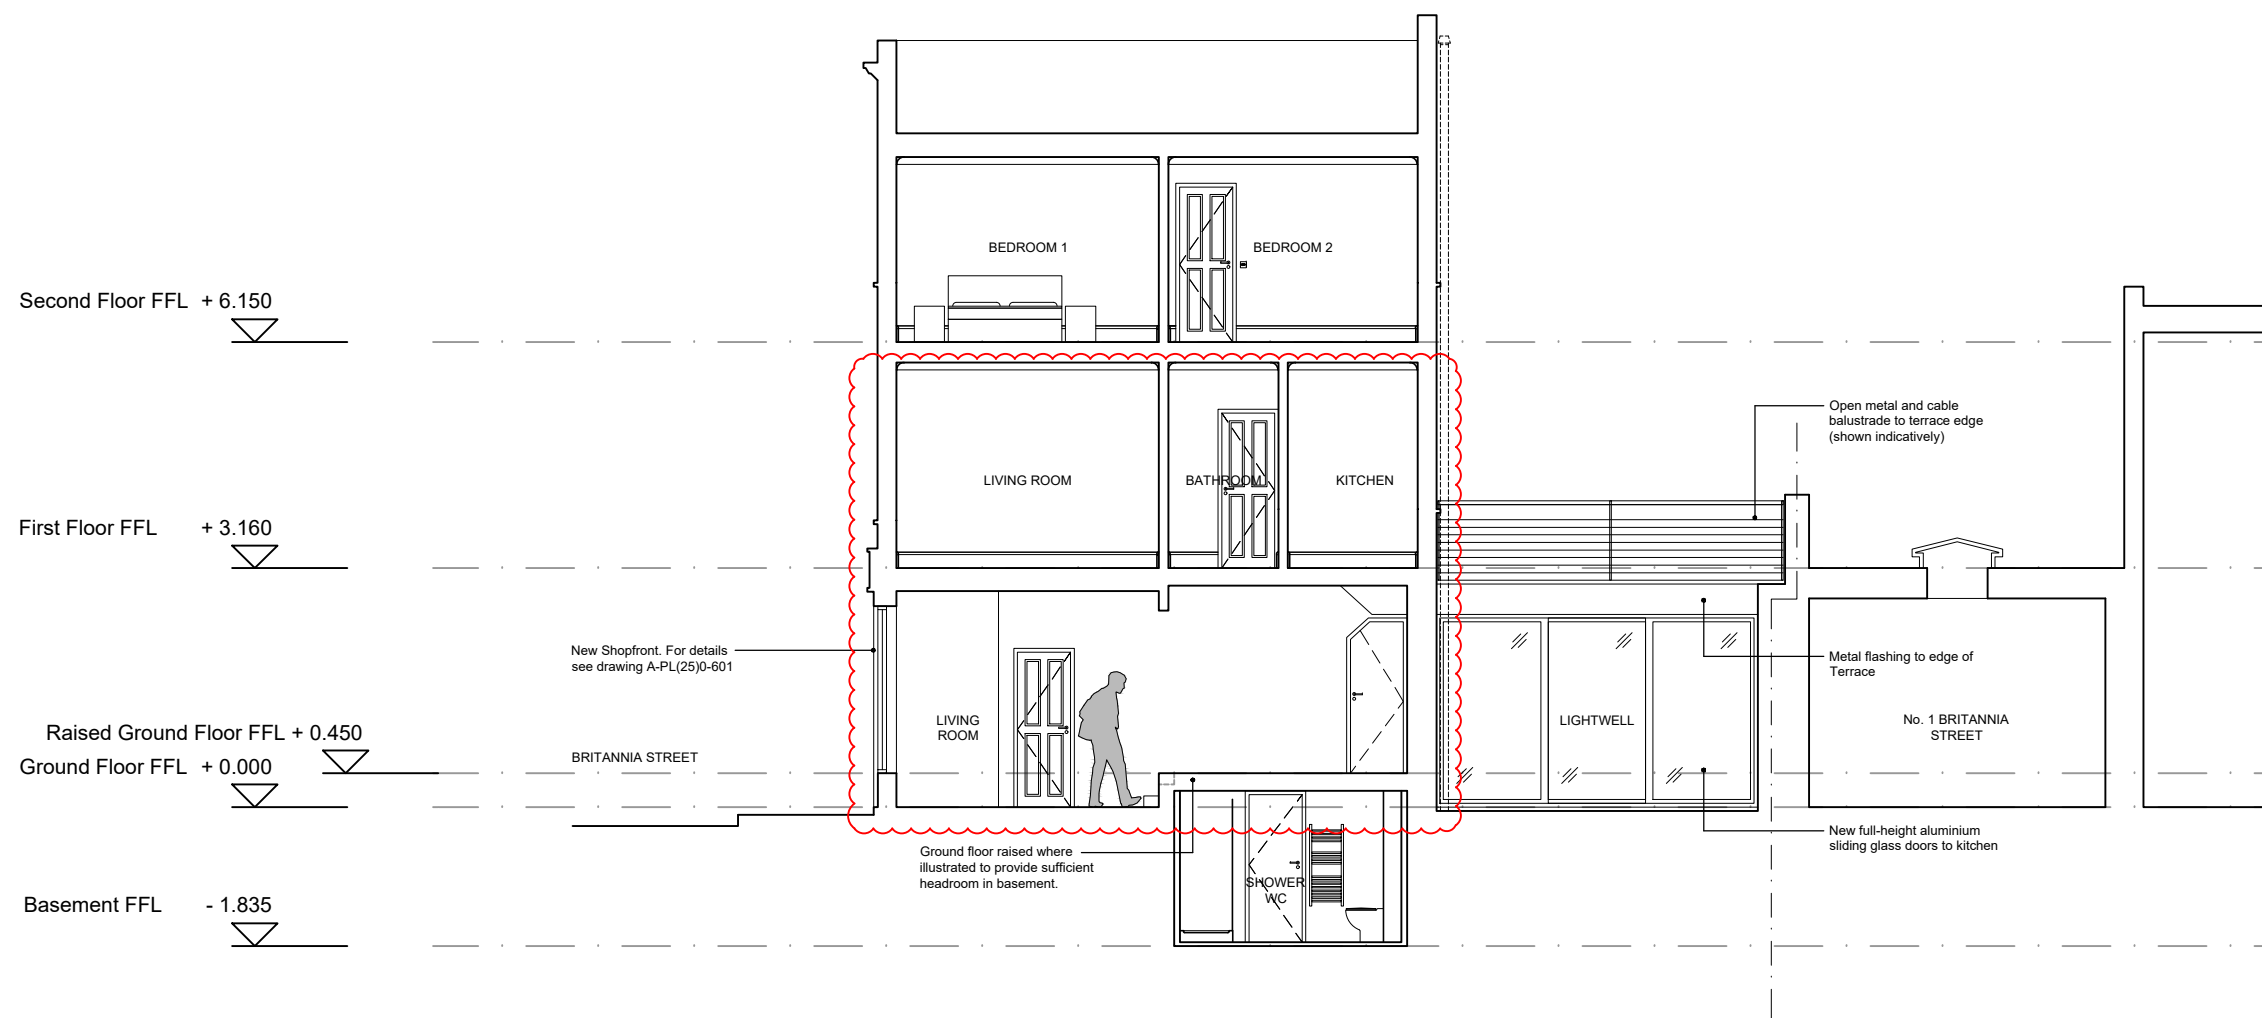 BEDROOM 1
BEDROOM 2
Second Floor FFL + 6.150
Open metal and cable
balustrade to terrace edge
(shown indicatively)
LIVING ROOM
BATHROOM
KITCHEN
First Floor FFL + 3.160
New Shopfront. For details
see drawing A-PL(25)0-601
Metal flashing to edge of
Terrace
LIVING
ROOM
LIGHTWELL
No. 1 BRITANNIA
STREET
Raised Ground Floor FFL + 0.450
BRITANNIA STREET
Ground Floor FFL + 0.000
New full-height aluminium
sliding glass doors to kitchen
Ground floor raised where
illustrated to provide sufficient
headroom in basement.
SHOWER
WC
Basement FFL - 1.835